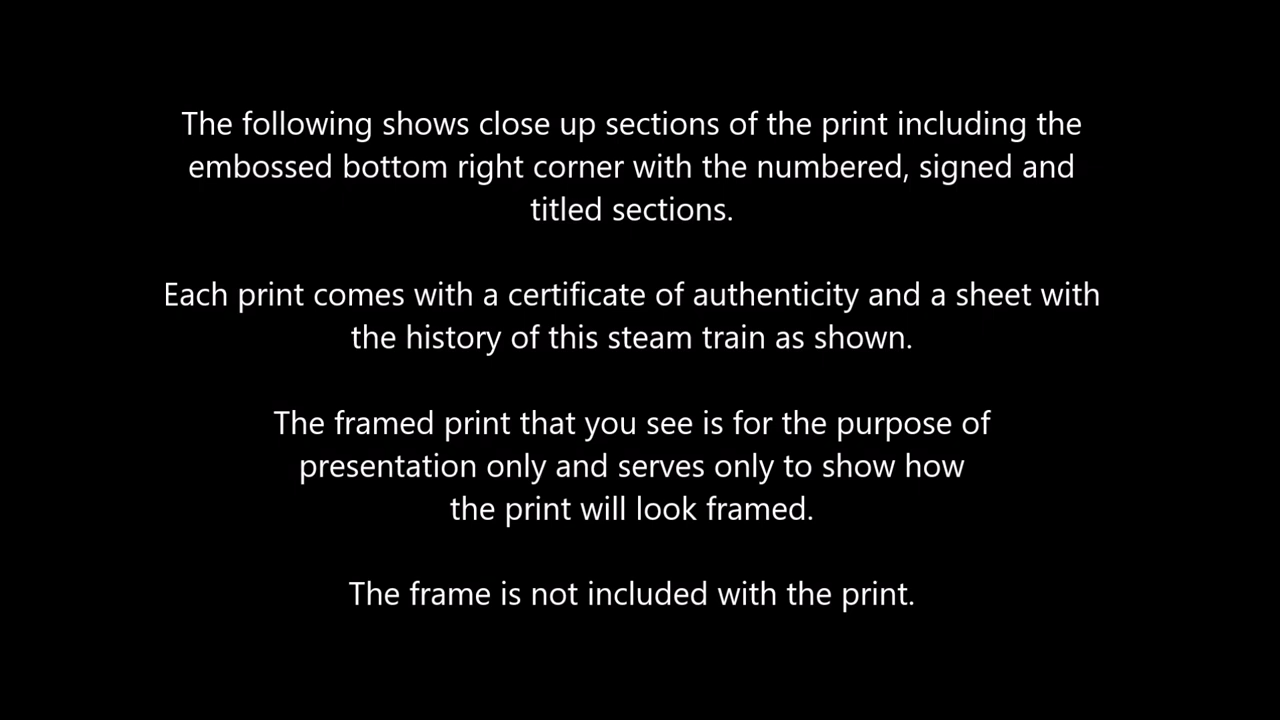 The following shows close up sections of the print including the
embossed bottom right corner with the numbered, signed and
titled sections.
Each print comes with a certificate of authenticity and a sheet with
the history of this steam train as shown.
The framed print that you see is for the purpose of
presentation only and serves only to show how
the print will look framed.
The frame is not included with the print.